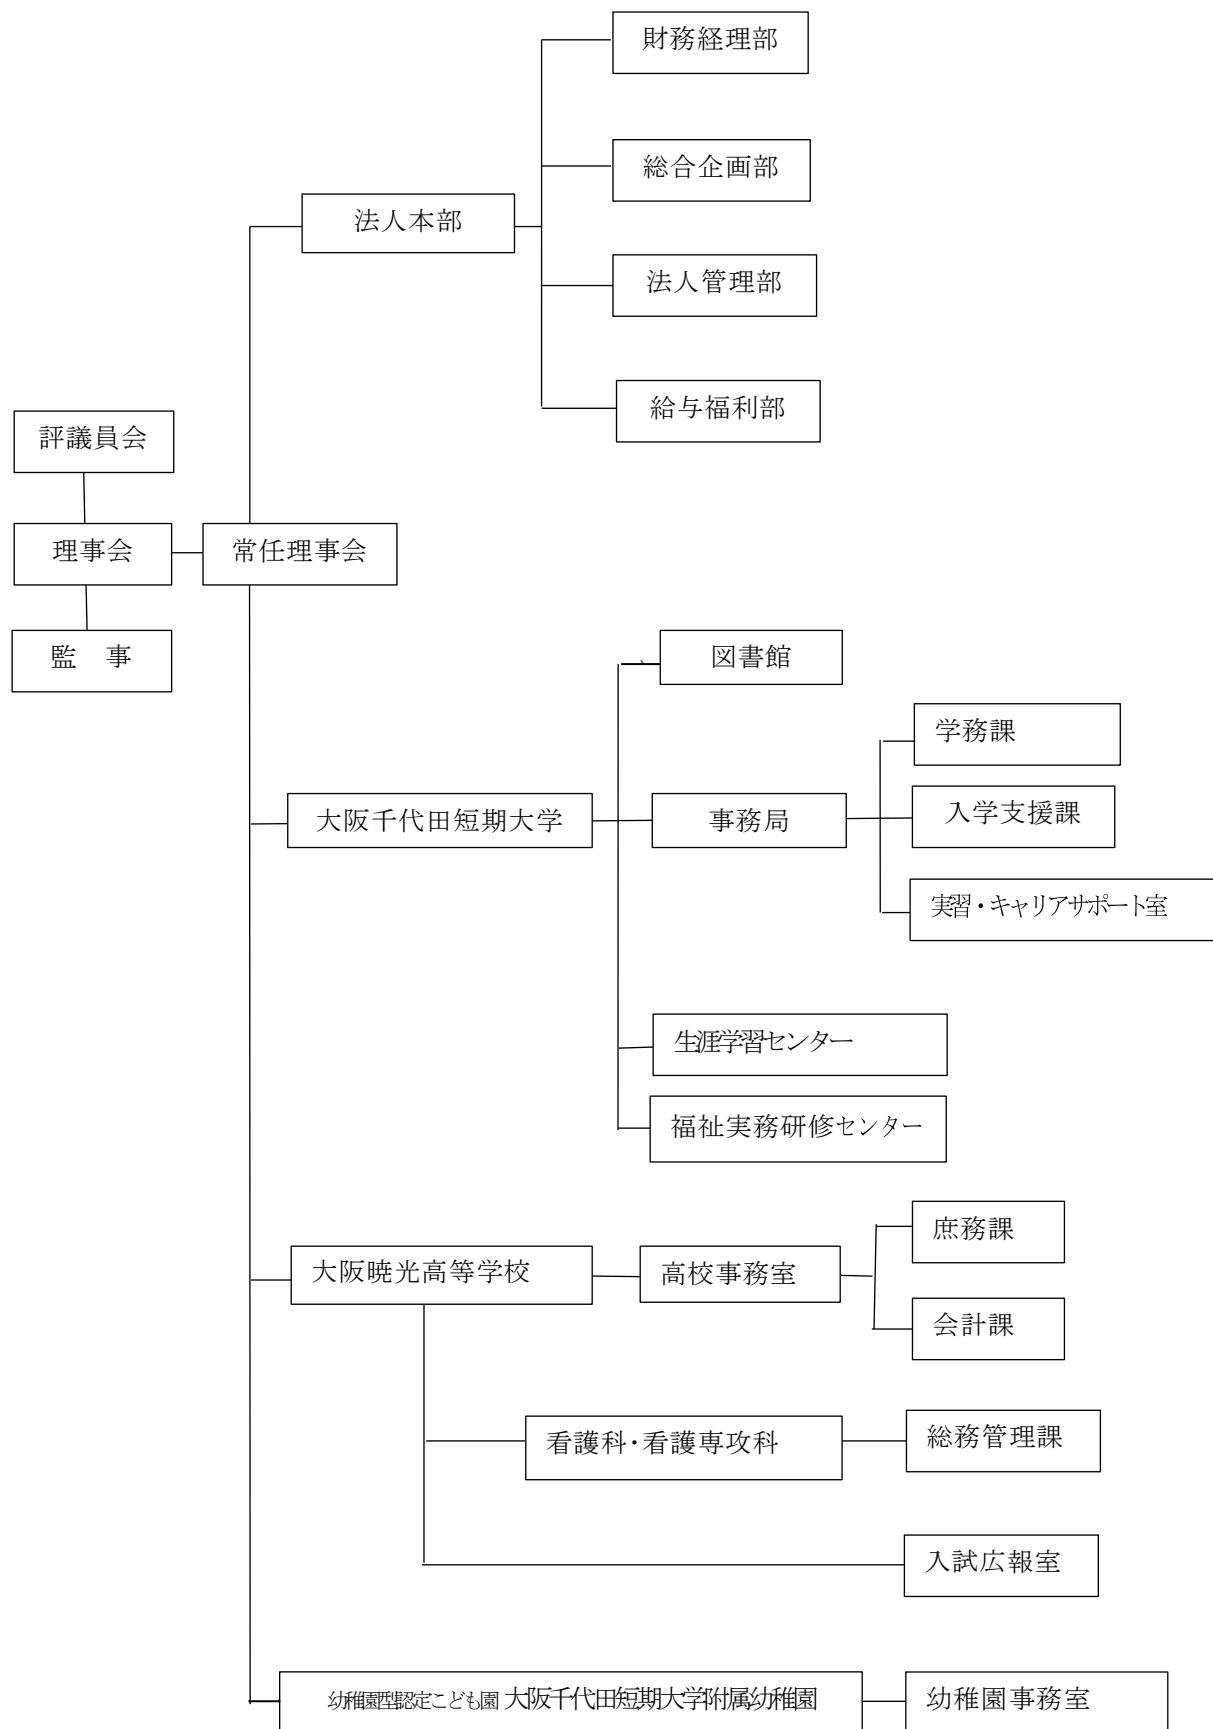 財務経理部
総合企画部
法人本部
法人管理部
給与福利部
評議員会
理事会
常任理事会
監　事
図書館
学務課
大阪千代田短期大学
事務局
入学支援課
実習・キャリアサポート室
生涯学習センター
福祉実務研修センター
庶務課
大阪暁光高等学校
高校事務室
会計課
看護科・看護専攻科
総務管理課
入試広報室
幼稚園型認定こども園 大阪千代田短期大学附属幼稚園
幼稚園事務室